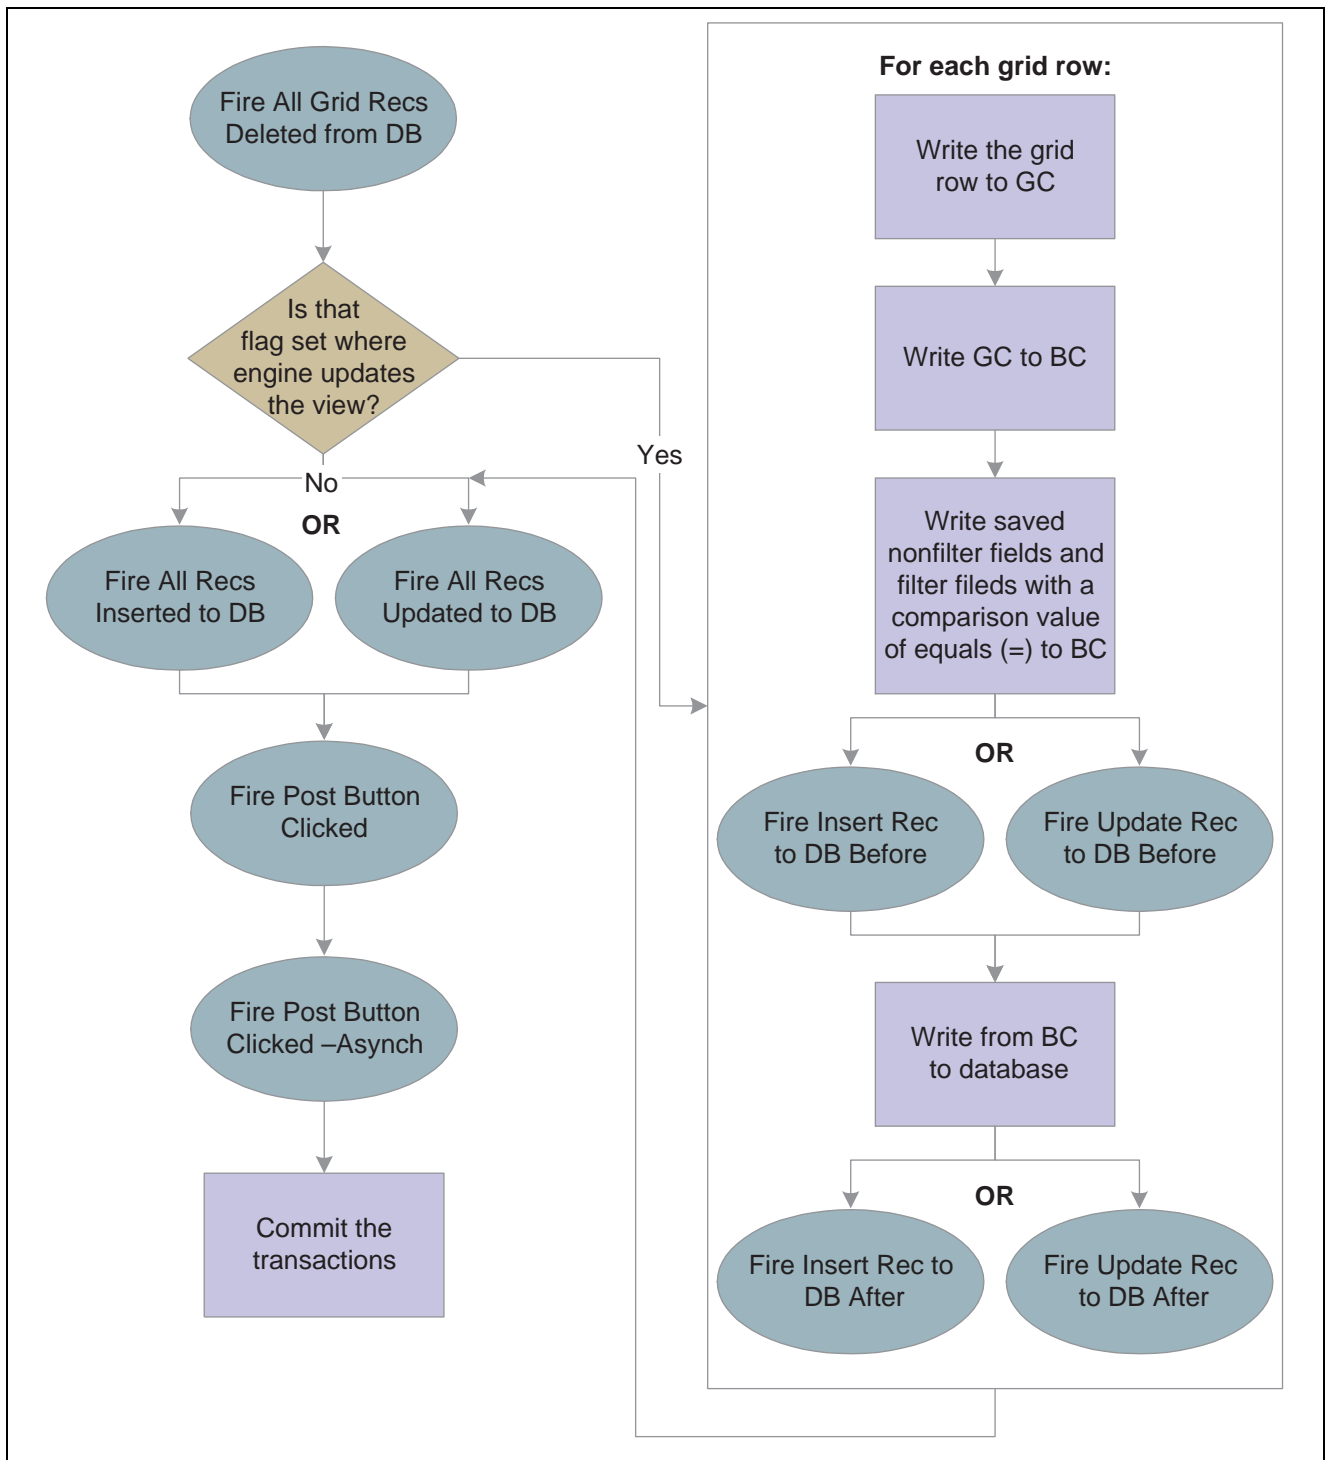 Fire All Grid Recs
Deleted from DB
Is that
flag set where
engine updates
the view?
Yes
No
OR
Fire All Recs
Inserted to DB
Fire All Recs
Updated to DB
Fire Post Button
Clicked
Fire Post Button
Clicked –Asynch
Commit the
transactions
For each grid row:
Write the grid
row to GC
Write GC to BC
Write saved
nonfilter fields and
filter fileds with a
comparison value
of equals (=) to BC
OR
Fire Insert Rec
to DB Before
Fire Update Rec
to DB Before
Write from BC
to database
OR
Fire Insert Rec to
DB After
Fire Update Rec
to DB After